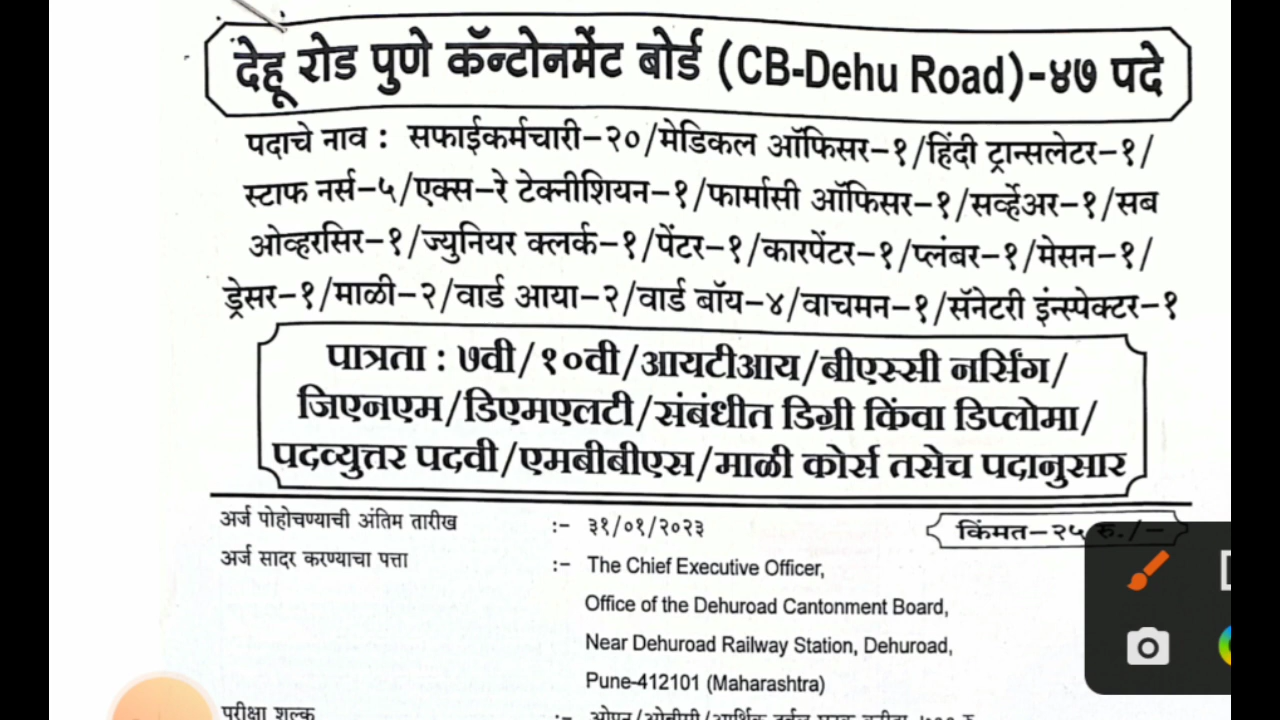 देहू रोड पुणे कॅन्टोनमेंट बोर्ड (CB-Dehu Road)-४७ पदे
पदाचे नाव : सफाईकर्मचारी-२०/मेडिकल ऑफिसर-१/हिंदी ट्रान्सलेटर-१/
स्टाफ नर्स-५/एक्स-रे टेक्नीशियन-१/फार्मासी ऑफिसर-१/सर्व्हेअर-१/सब
ओव्हरसिर-१/ज्युनियर क्लर्क-१/पेंटर-१/कारपेंटर-१/प्लंबर-१/मेसन-१/
ड्रेसर-१/माळी-२/वार्ड आया-२/वार्ड बॉय-४/वाचमन-१/सॅनेटरी इंस्पेक्टर-१
पात्रता : ७वी/१०वी/आयटीआय/बीएस्सी नर्सिंग/
जिएनएम/डिएमएलटी/संबंधीत डिग्री किंवा डिप्लोमा/
पदव्युत्तर पदवी/एमबीबीएस/माळी कोर्स तसेच पदानुसार
अर्ज पोहोचण्याची अंतिम तारीख :- ३१/०१/२०२३
किंमत-२५ रु./-
अर्ज सादर करण्याचा पत्ता :- The Chief Executive Officer,
Office of the Dehuroad Cantonment Board,
Near Dehuroad Railway Station, Dehuroad,
Pune-412101 (Maharashtra)
परीक्षा शुल्क :-